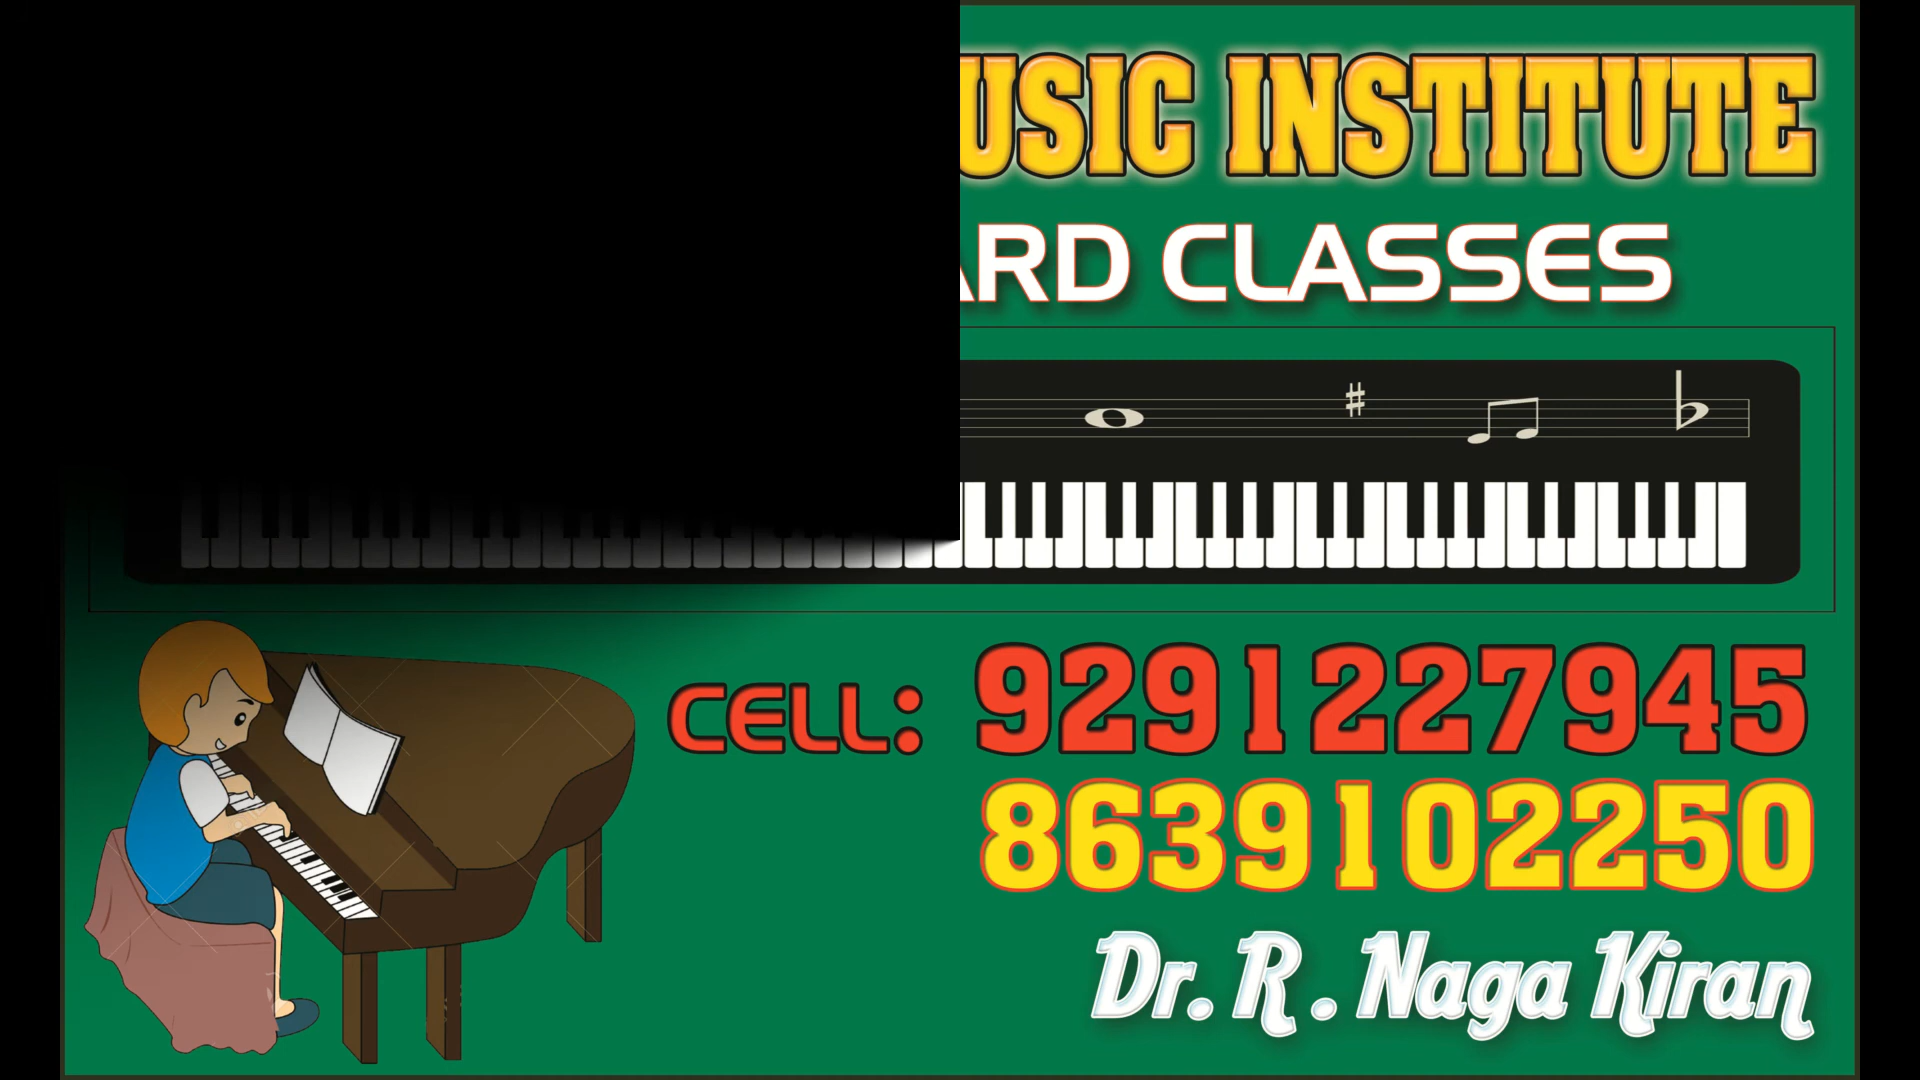 USIC INSTITUTE
ARD CLASSES
CELL: 9291227945
8639102250
Dr. R. Naga Kiran